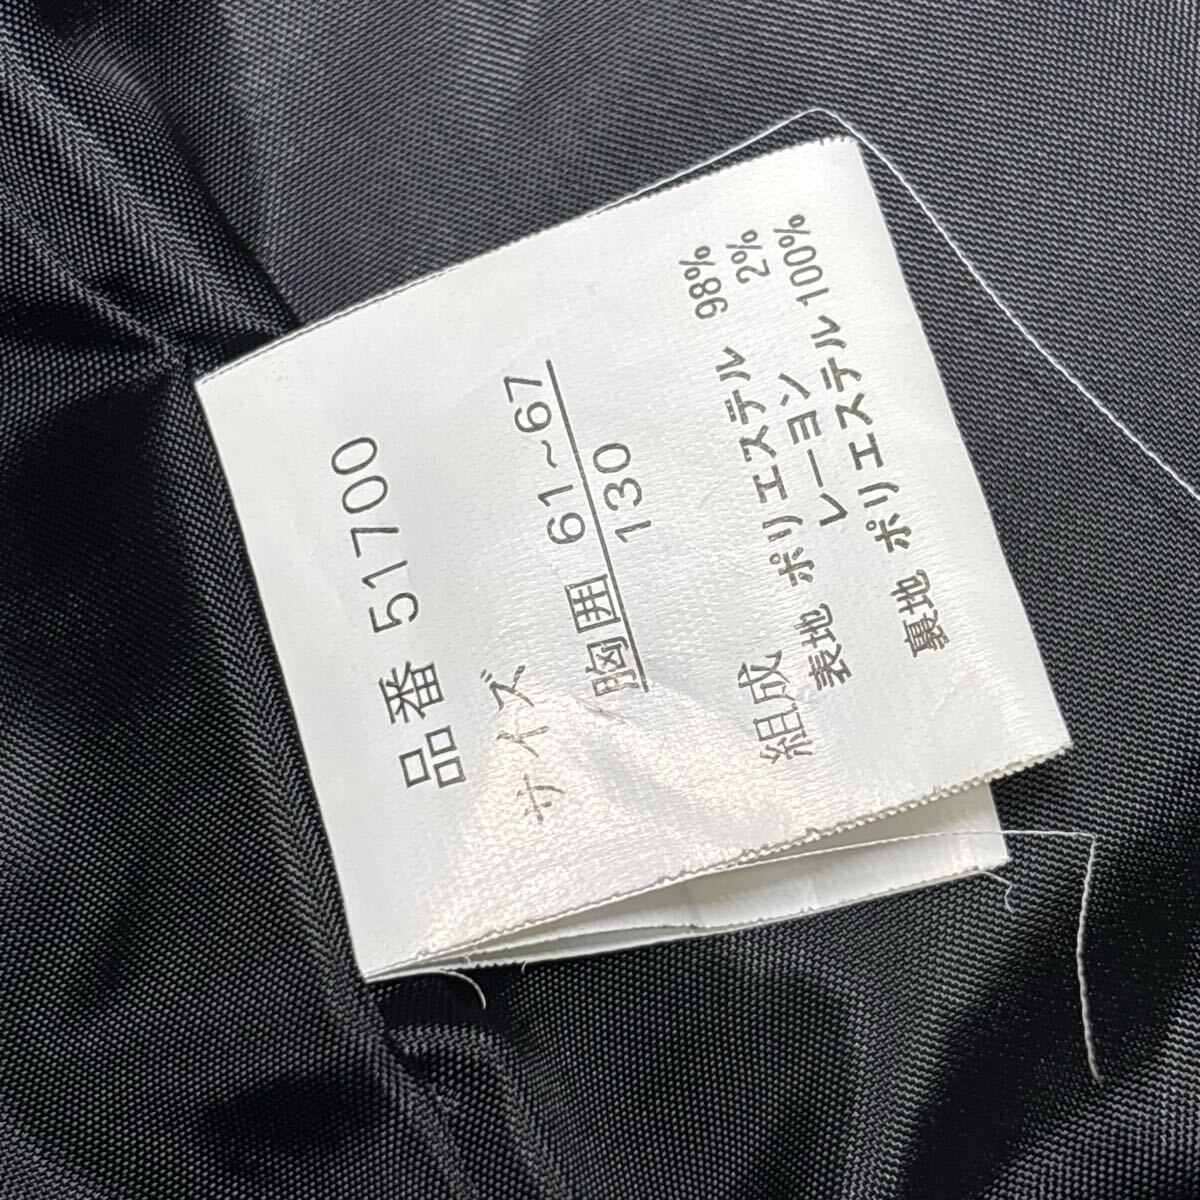 品番 51700
サイズ
胸囲 61~67
130
組成
表地 ポリエステル 98%
レーヨン 2%
裏地 ポリエステル 100%